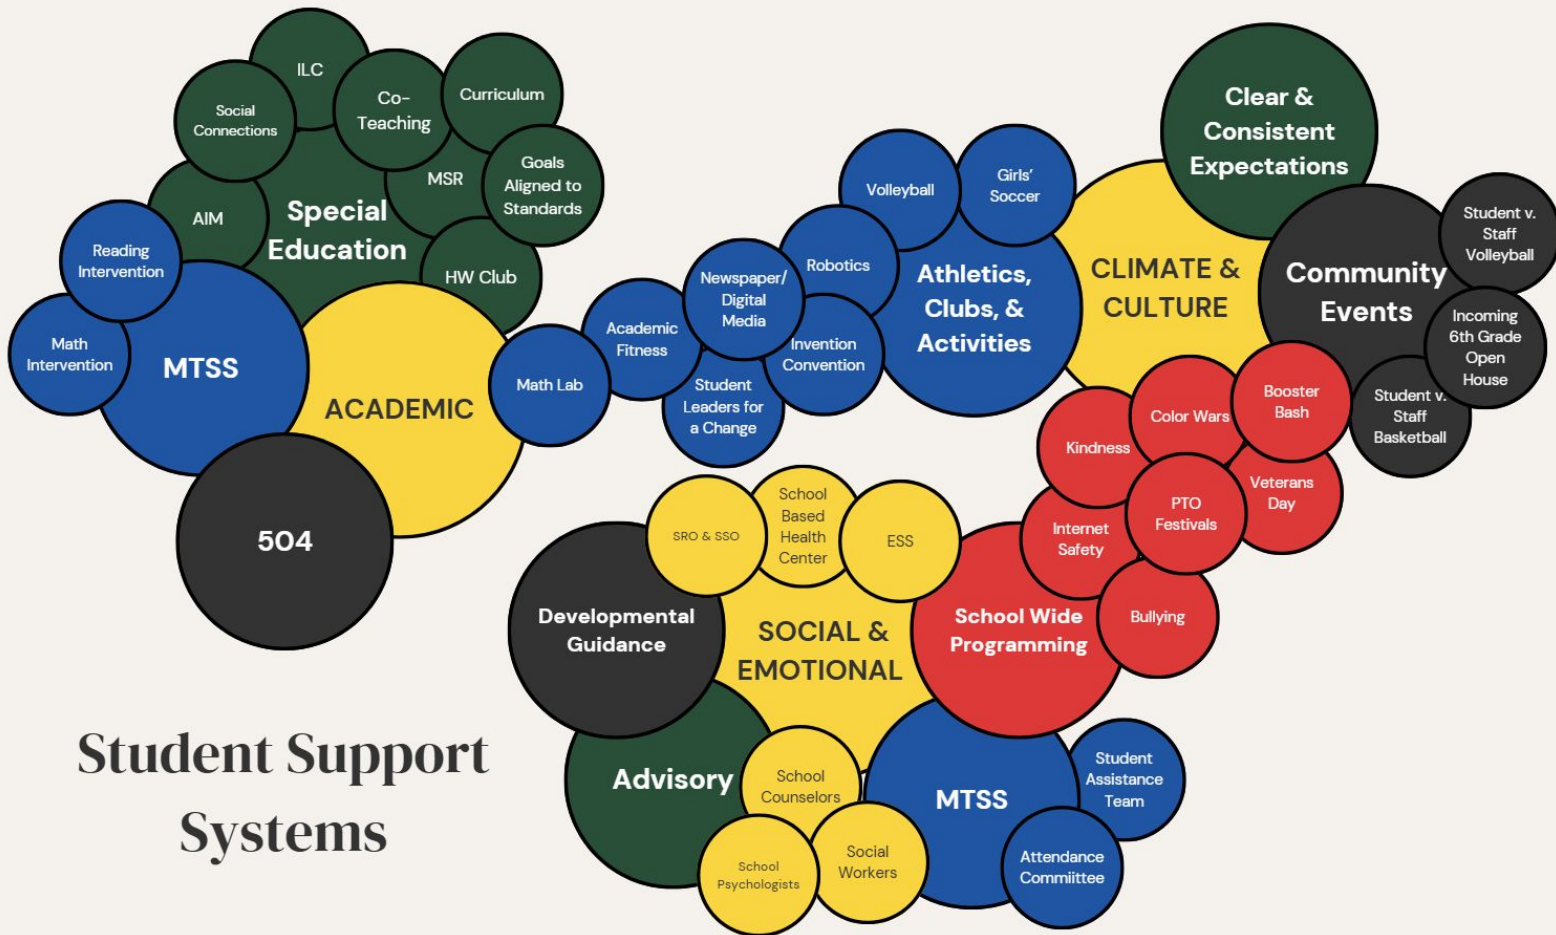 ILC
Social
Connections
Co-
Teaching
Curriculum
MSR
Goals
Aligned to
Standards
AIM
Special
Education
HW Club
Reading
Intervention
Math
Intervention
MTSS
ACADEMIC
504
Math Lab
Academic
Fitness
Newspaper/
Digital
Media
Student
Leaders for
a Change
Invention
Convention
Robotics
Volleyball
Girls'
Soccer
Athletics,
Clubs, &
Activities
CLIMATE &
CULTURE
Clear &
Consistent
Expectations
Community
Events
Student v.
Staff
Volleyball
Incoming
6th Grade
Open
House
Student v.
Staff
Basketball
Booster
Bash
Color Wars
Kindness
Veterans
Day
PTO
Festivals
Internet
Safety
Bullying
School Wide
Programming
SRO & SSO
School
Based
Health
Center
ESS
Developmental
Guidance
SOCIAL &
EMOTIONAL
Advisory
School
Counselors
School
Psychologists
Social
Workers
MTSS
Student
Assistance
Team
Attendance
Commiittee
Student Support
Systems